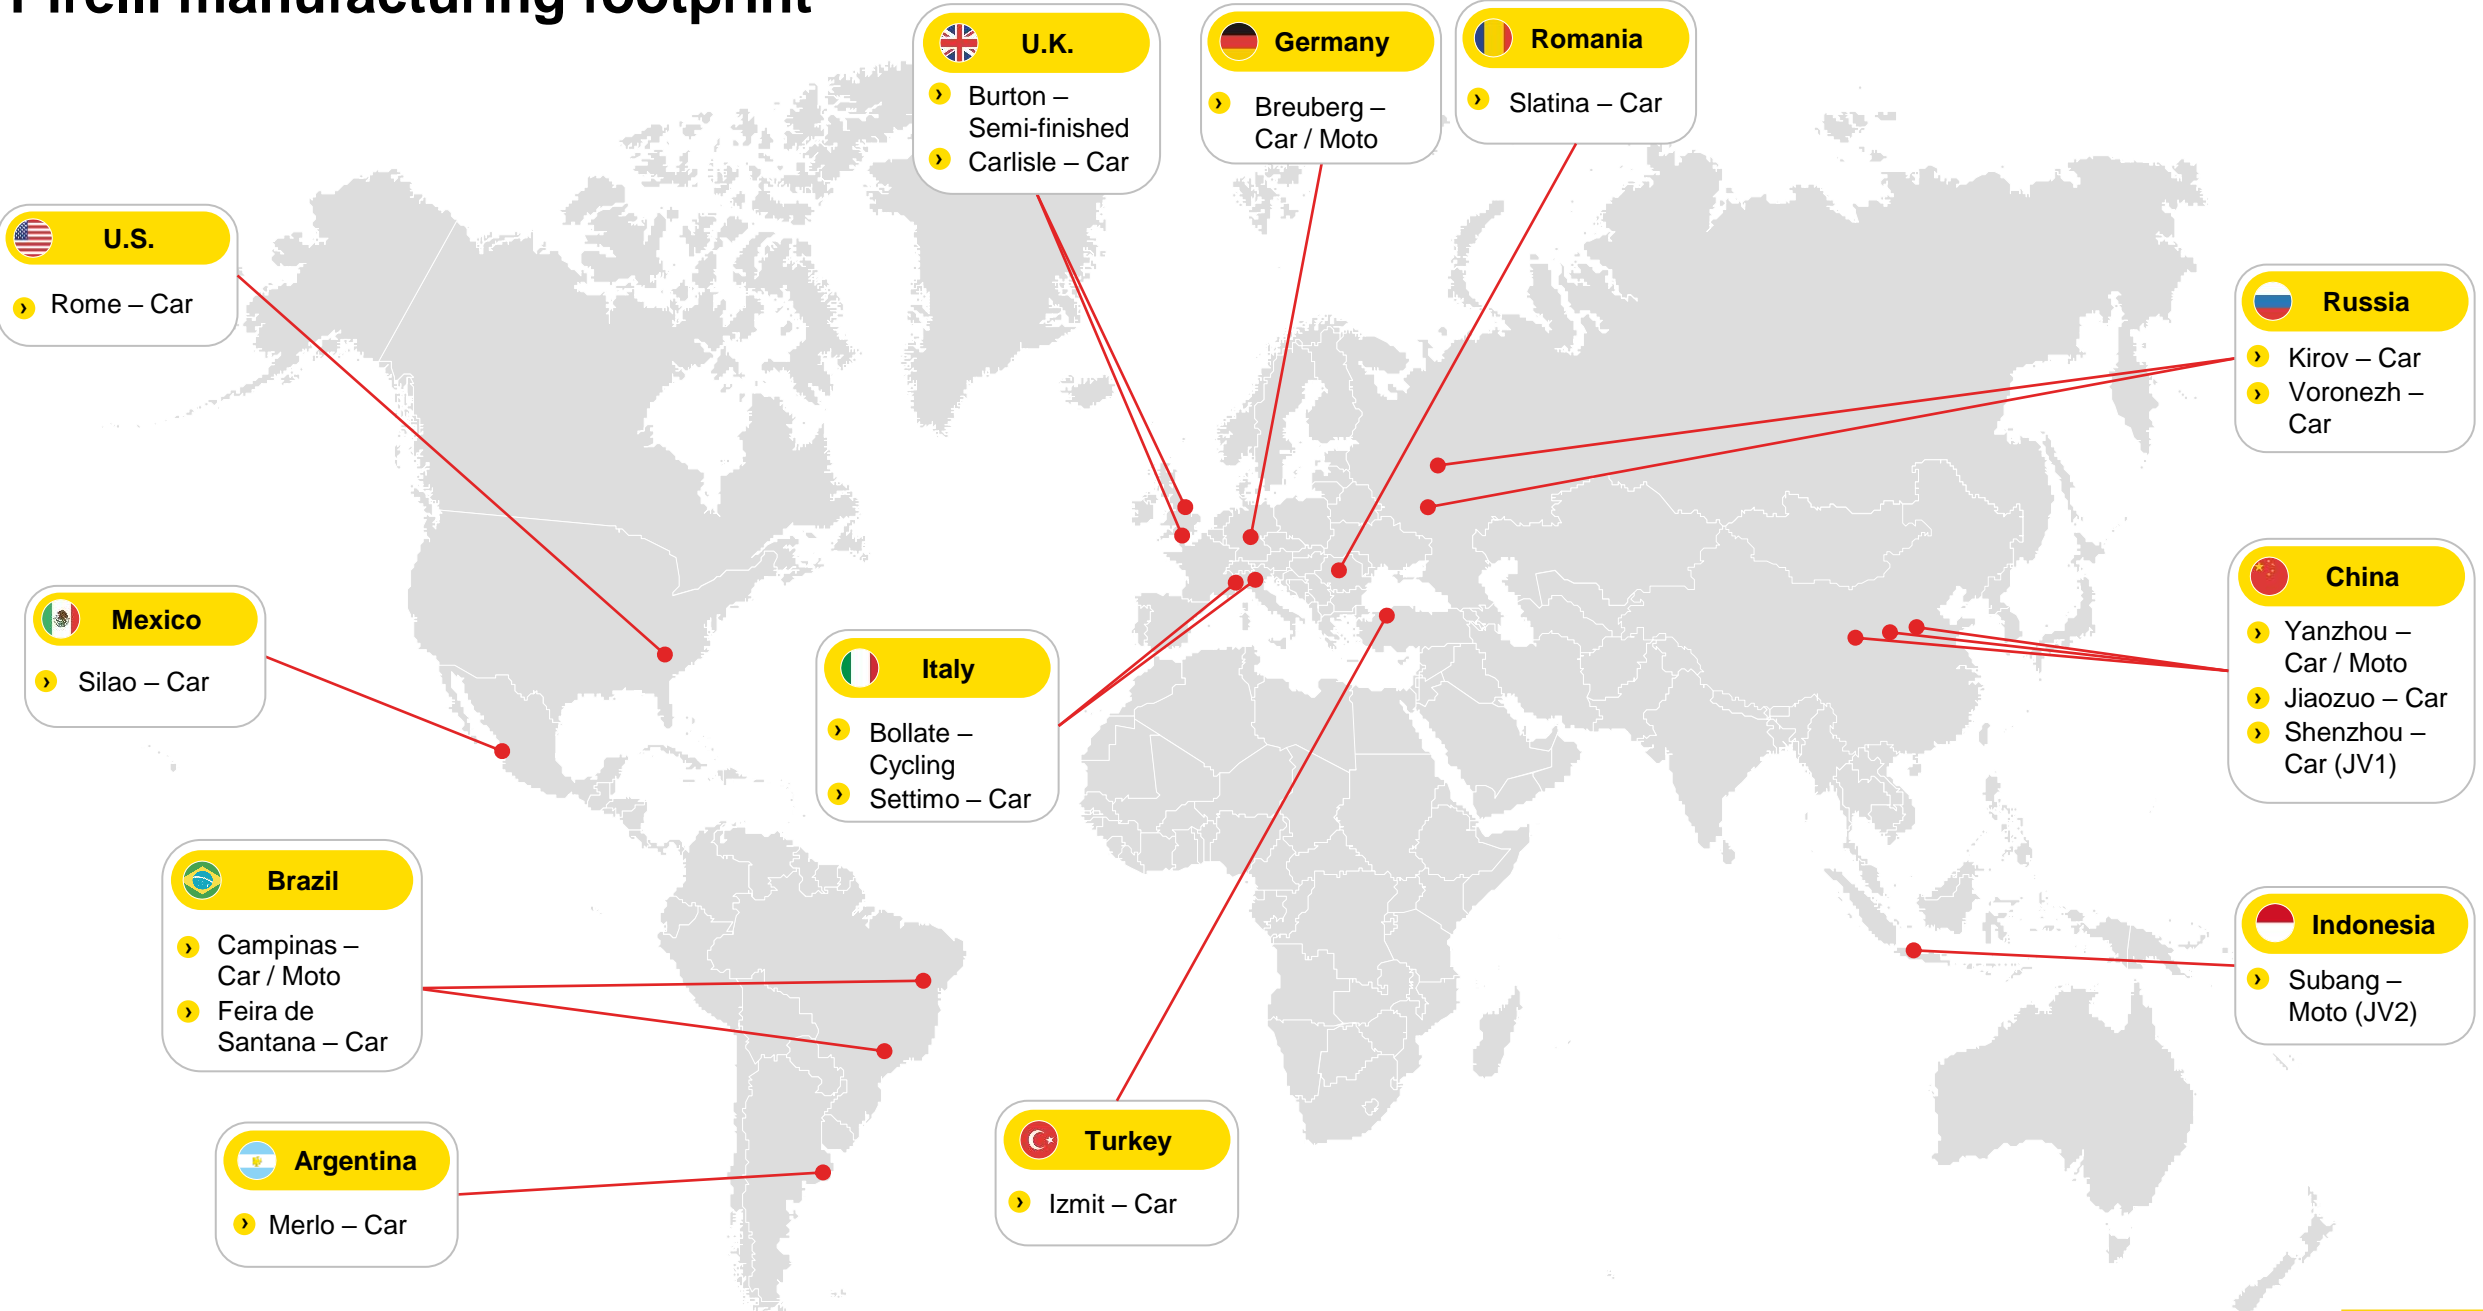 Pirelli manufacturing footprint
U.K.
Burton –
Semi-finished
Carlisle – Car
Germany
Breuberg –
Car / Moto
Romania
Slatina – Car
U.S.
Rome – Car
Russia
Kirov – Car
Voronezh –
Car
Mexico
Silao – Car
Italy
Bollate –
Cycling
Settimo – Car
China
Yanzhou –
Car / Moto
Jiaozuo – Car
Shenzhou –
Car (JV1)
Brazil
Campinas –
Car / Moto
Feira de
Santana – Car
Indonesia
Subang –
Moto (JV2)
Argentina
Merlo – Car
Turkey
Izmit – Car